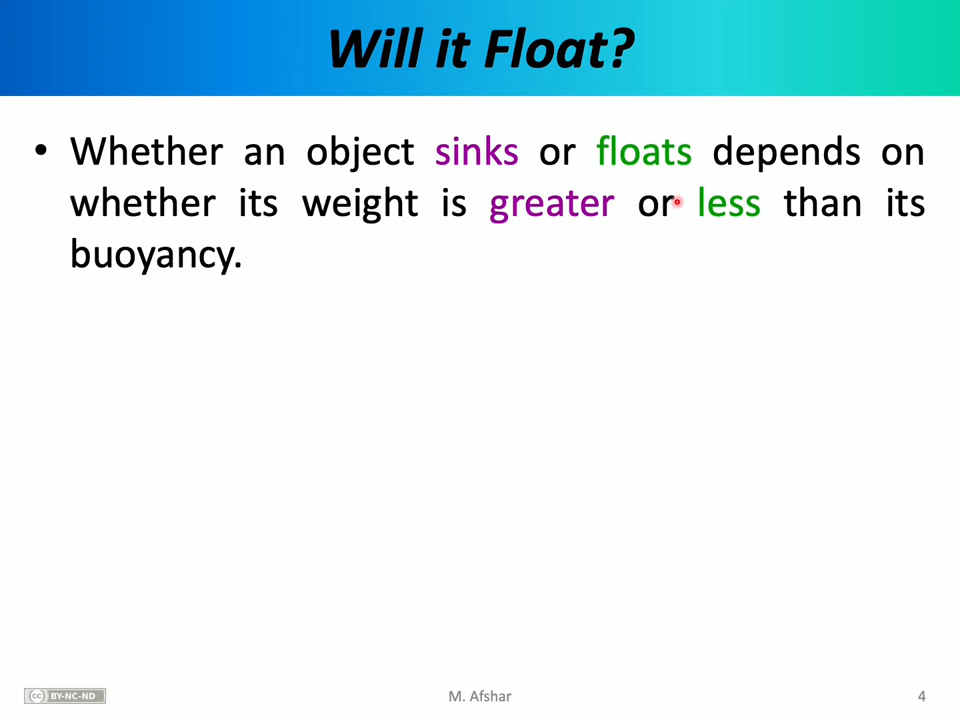 Will it Float?
• Whether an object sinks or floats depends on
whether its weight is greater or less than its
buoyancy.
cc BY-NC-ND
M. Afshar
4